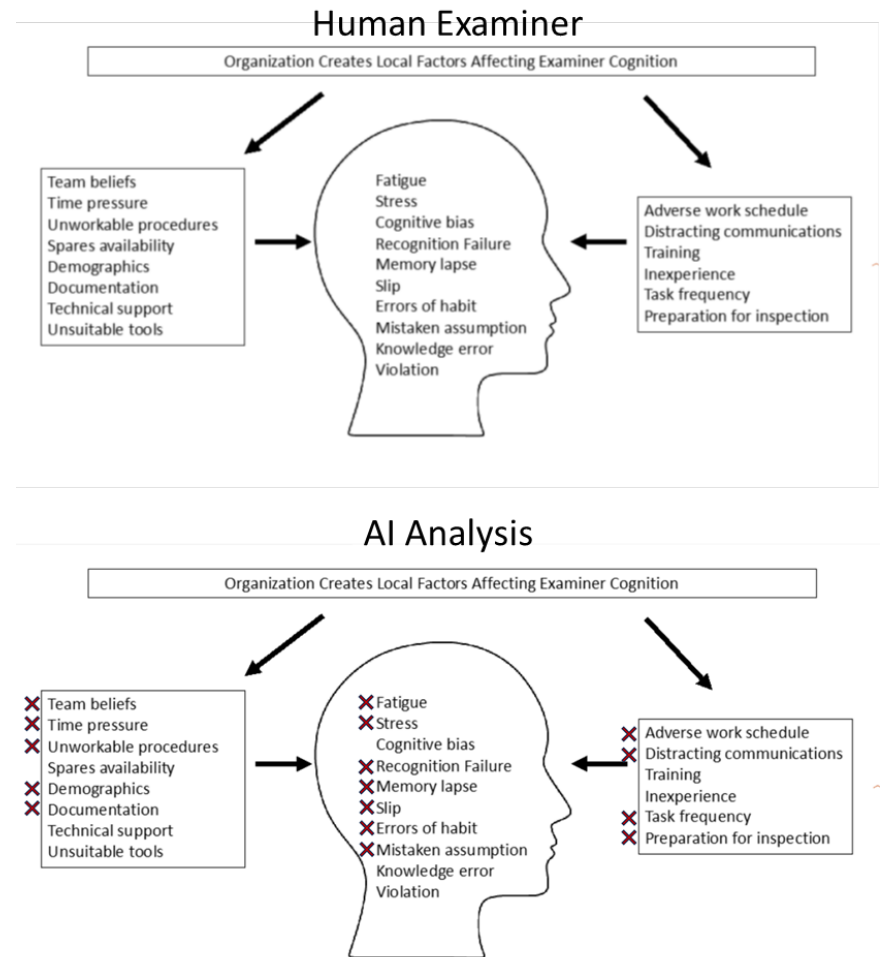 Human Examiner
Organization Creates Local Factors Affecting Examiner Cognition
Team beliefs
Time pressure
Unworkable procedures
Spares availability
Demographics
Documentation
Technical support
Unsuitable tools
Fatigue
Stress
Cognitive bias
Recognition Failure
Memory lapse
Slip
Errors of habit
Mistaken assumption
Knowledge error
Violation
Adverse work schedule
Distracting communications
Training
Inexperience
Task frequency
Preparation for inspection
AI Analysis
Organization Creates Local Factors Affecting Examiner Cognition
Team beliefs
Time pressure
Unworkable procedures
Spares availability
Demographics
Documentation
Technical support
Unsuitable tools
Fatigue
Stress
Cognitive bias
Recognition Failure
Memory lapse
Slip
Errors of habit
Mistaken assumption
Knowledge error
Violation
Adverse work schedule
Distracting communications
Training
Inexperience
Task frequency
Preparation for inspection